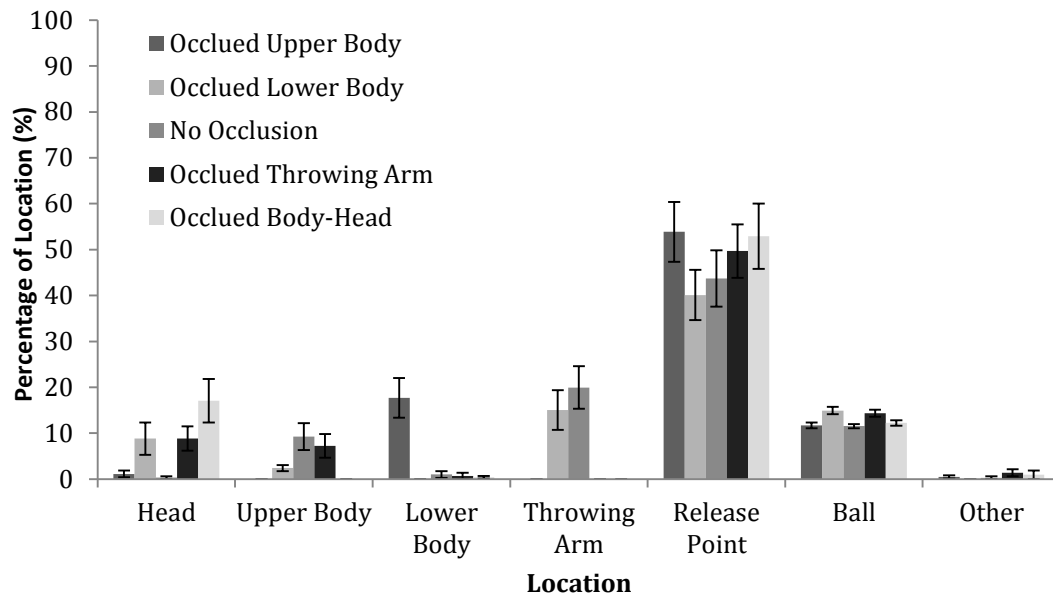 100
90
80
70
60
50
40
30
20
10
0
Percentage of Location (%)
Occlued Upper Body
Occlued Lower Body
No Occlusion
Occlued Throwing Arm
Occlued Body-Head
Head
Upper Body
Lower
Body
Throwing
Arm
Release
Point
Ball
Other
Location